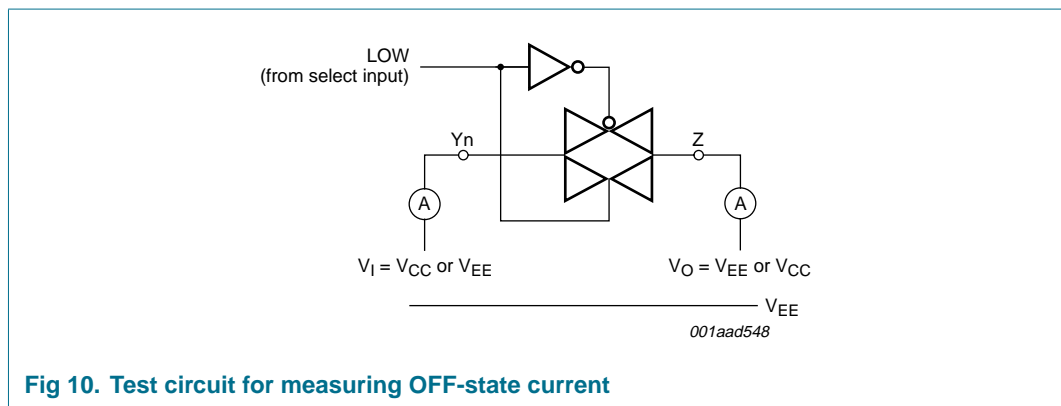 LOW
(from select input)
Yn
Z
A
A
VI = VCC or VEE
VO = VEE or VCC
VEE
001aad548
Fig 10. Test circuit for measuring OFF-state current